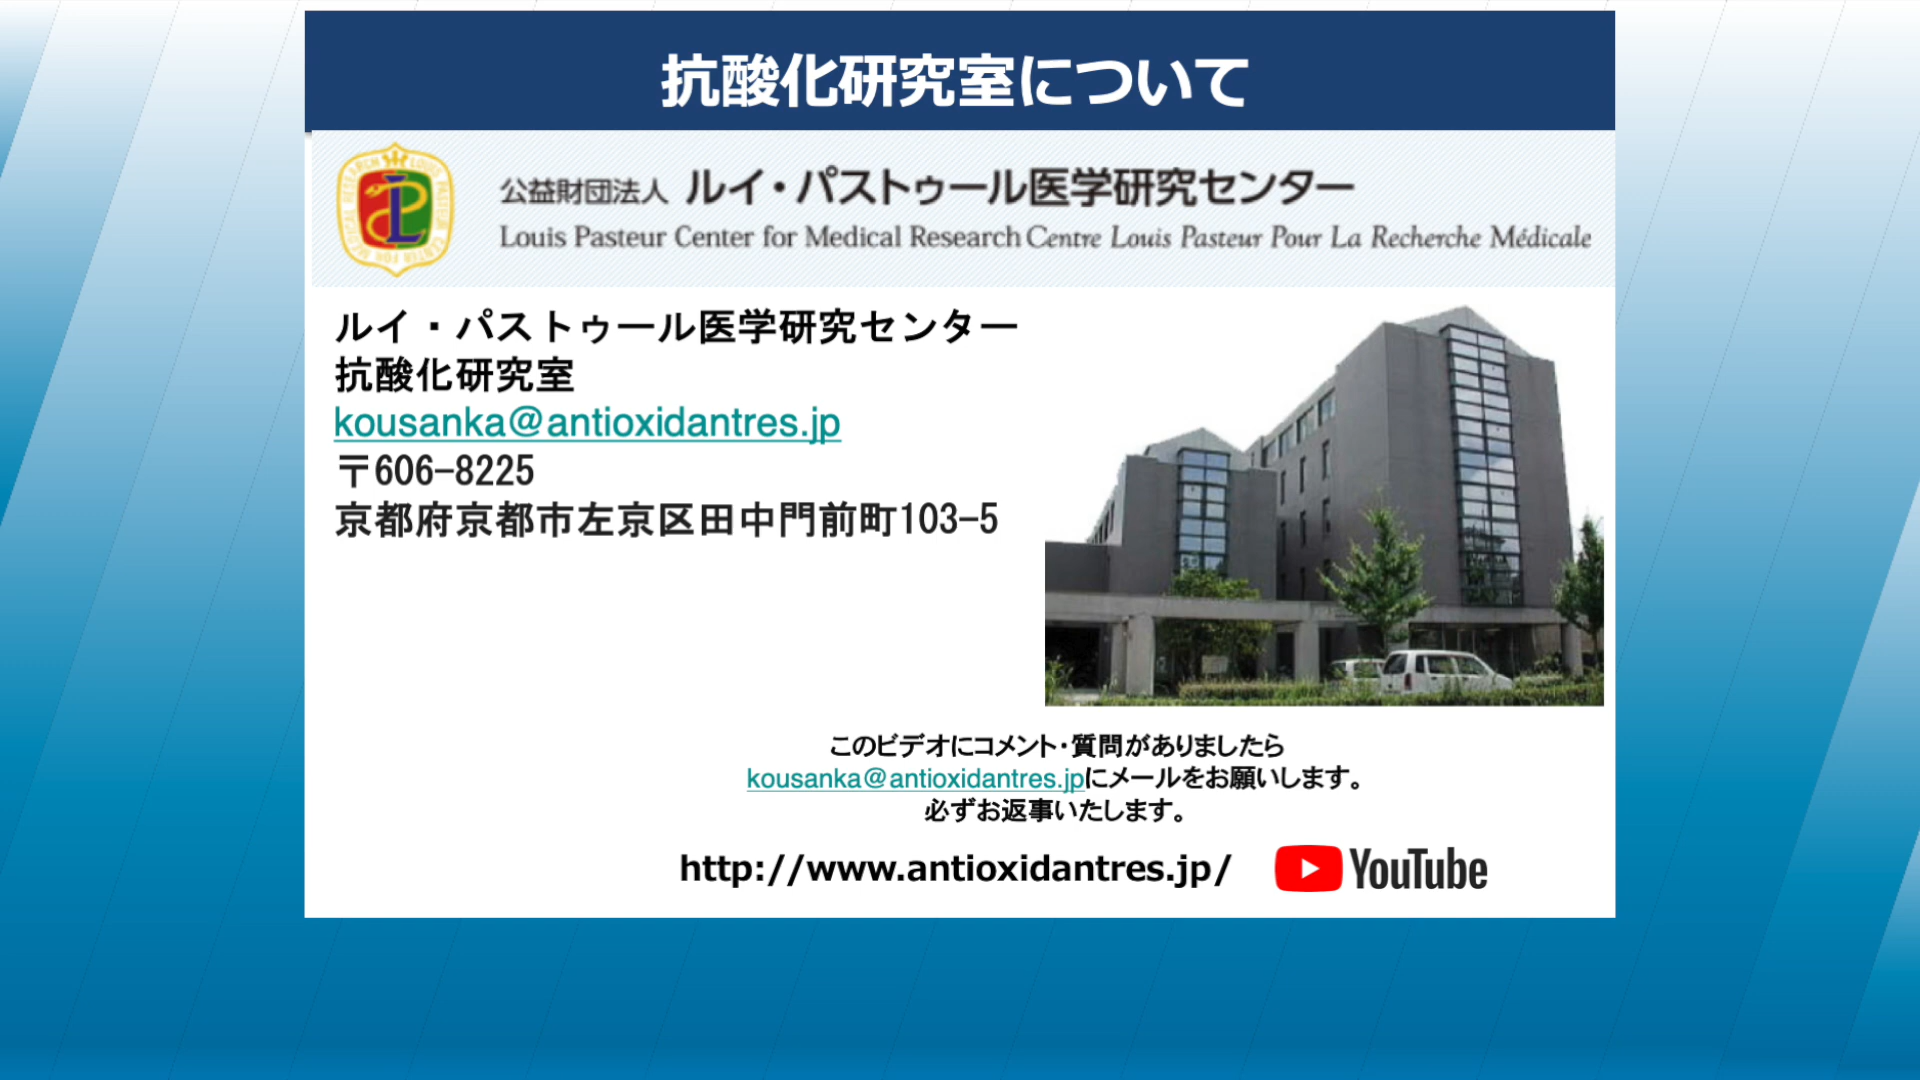 抗酸化研究室について
公益財団法人 ルイ・パストゥール医学研究センター
Louis Pasteur Center for Medical Research Centre Louis Pasteur Pour La Recherche Médicale
ルイ・パストゥール医学研究センター
抗酸化研究室
kousanka@antioxidantres.jp
〒606-8225
京都府京都市左京区田中門前町103-5
このビデオにコメント・質問がありましたら
kousanka@antioxidantres.jpにメールをお願いします。
必ずお返事いたします。
http://www.antioxidantres.jp/ YouTube